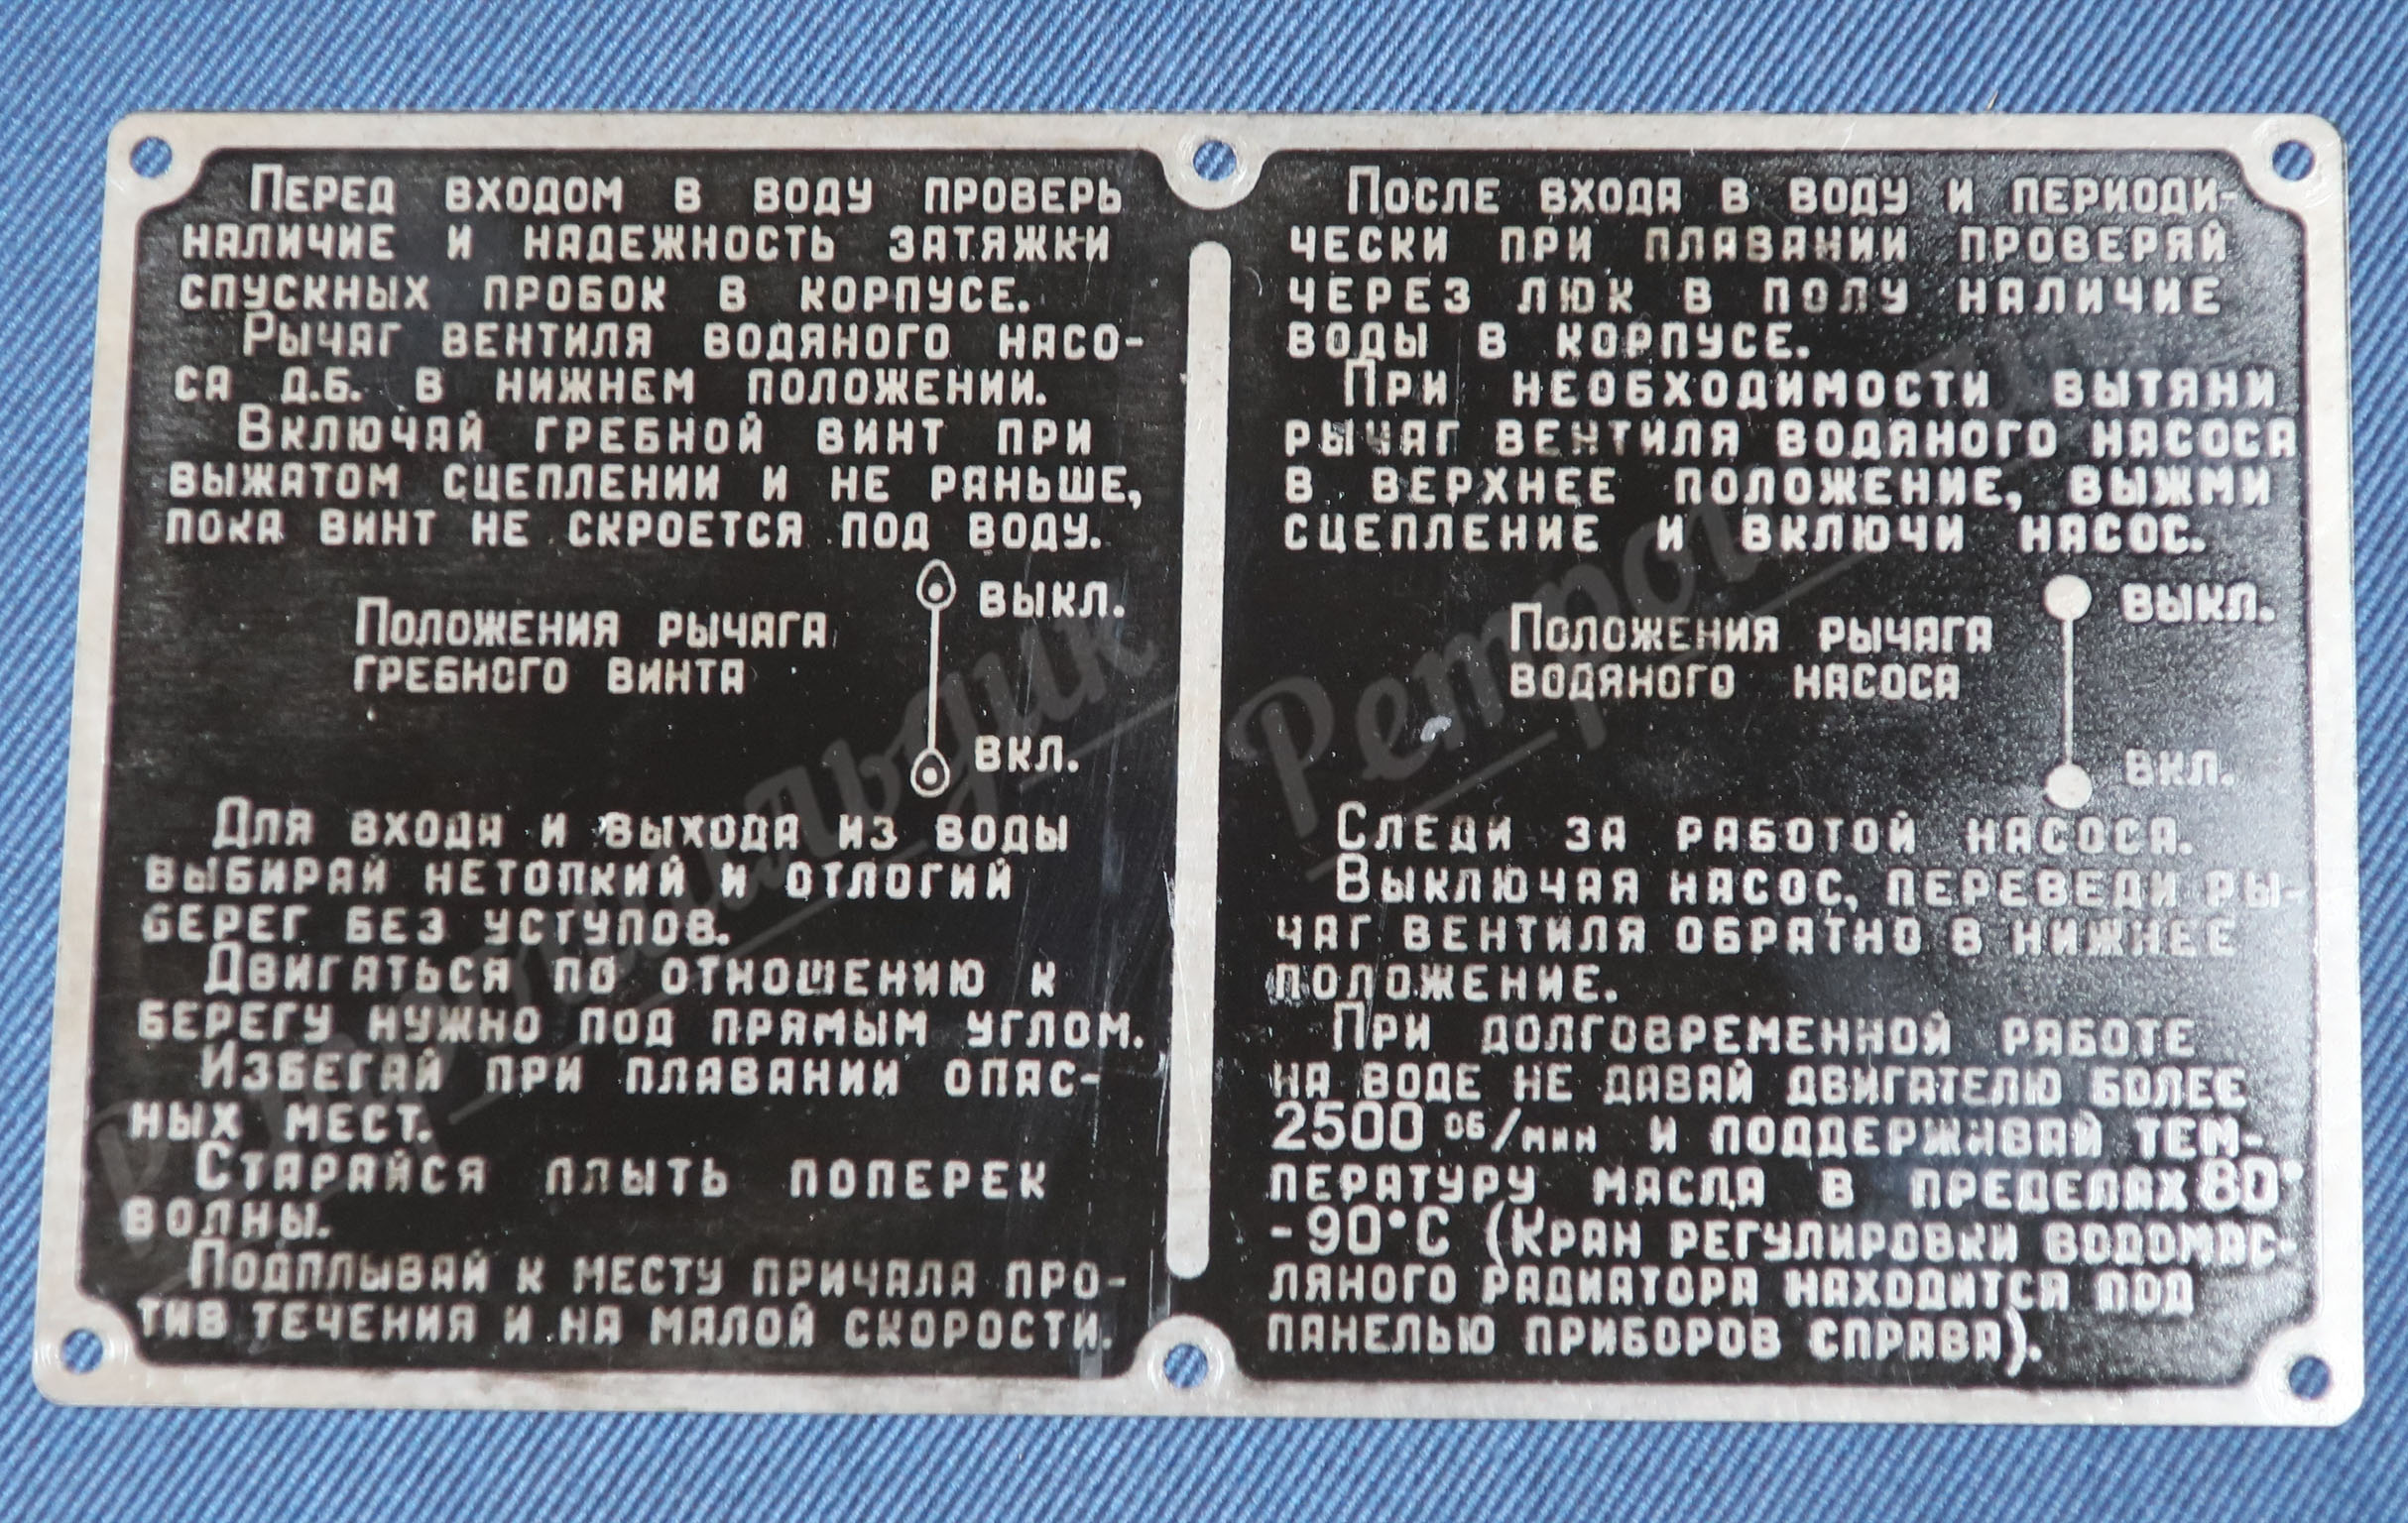 Перед входом в воду проверь
наличие и надежность затяжки
спускных пробок в корпусе.
Рычаг вентиля водяного насо-
са д.б. в нижнем положении.
Включай гребной винт при
выжатом сцеплении и не раньше,
пока винт не скроется под воду.
Положения рычага
гребного винта
выкл.
вкл.
Для входа и выхода из воды
выбирай нетопкий и отлогий
берег без уступов.
Двигаться по отношению к
берегу нужно под прямым углом.
Избегай при плавании опас-
ных мест.
Старайся плыть поперек
волны.
Подплывай к месту причала про-
тив течения и на малой скорости.
После входа в воду и периоди-
чески при плавании проверяй
через люк в полу наличие
воды в корпусе.
При необходимости вытяни
рычаг вентиля водяного насоса
в верхнее положение, выжми
сцепление и включи насос.
Положения рычага
водяного насоса
выкл.
вкл.
Следи за работой насоса.
Выключая насос, переведи ры-
чаг вентиля обратно в нижнее
положение.
При долговременной работе
на воде не давай двигателю более
2500 об/мин и поддерживай тем-
пературу масла в пределах 80°
-90°С (Кран регулировки водомас-
ляного радиатора находится под
панелью приборов справа).